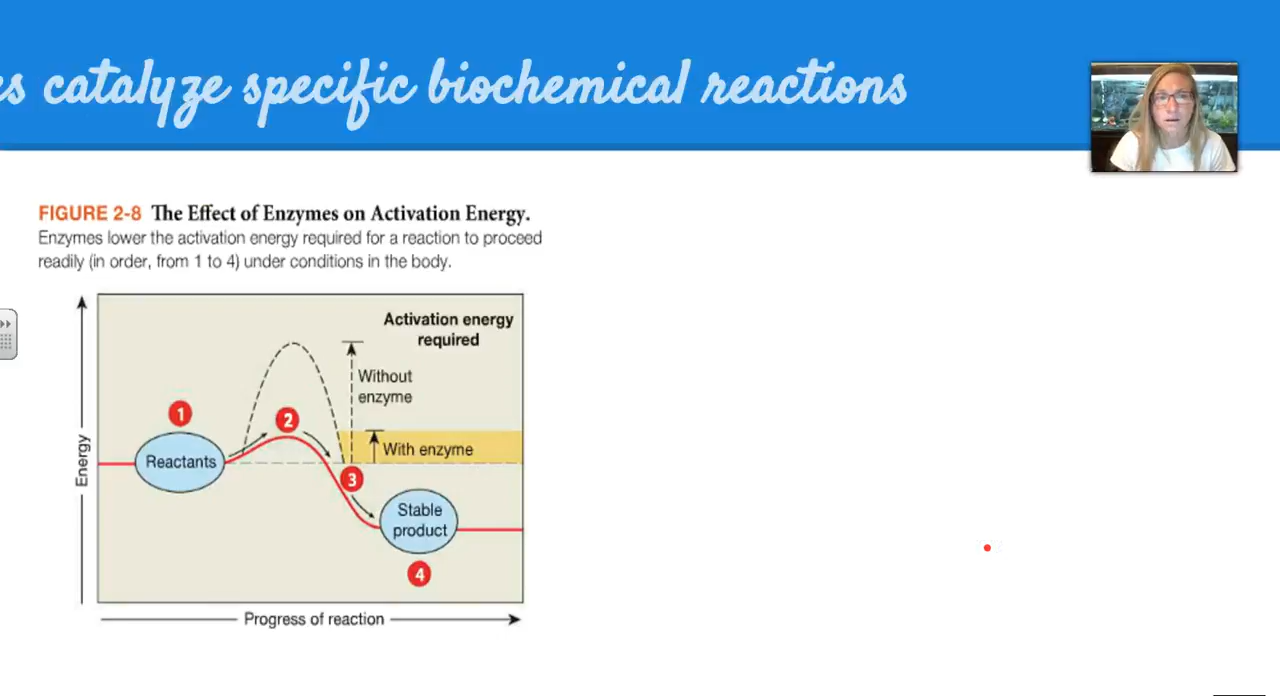 es catalyze specific biochemical reactions
FIGURE 2-8 The Effect of Enzymes on Activation Energy.
Enzymes lower the activation energy required for a reaction to proceed
readily (in order, from 1 to 4) under conditions in the body.
Activation energy
required
Without
enzyme
1
2
Reactants
With enzyme
3
Stable
product
4
Energy
Progress of reaction